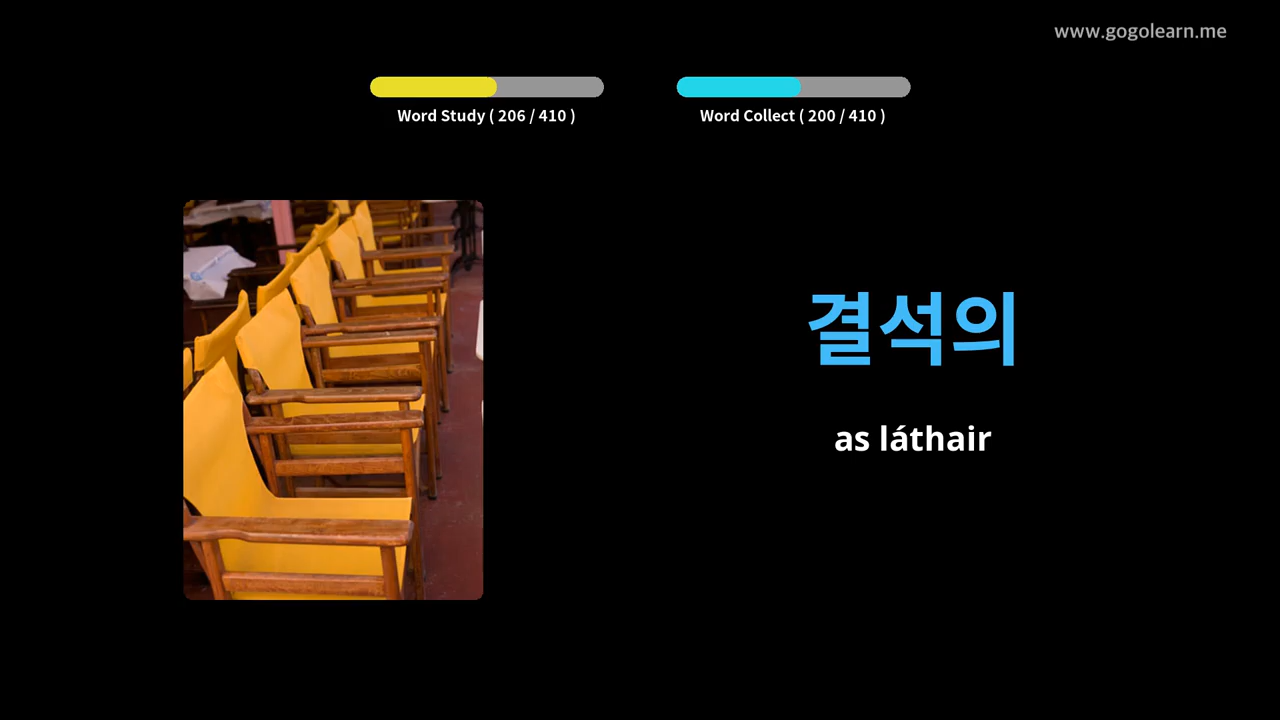 www.gogolearn.me
Word Study ( 206 / 410 )
Word Collect ( 200 / 410 )
결석의
as láthair